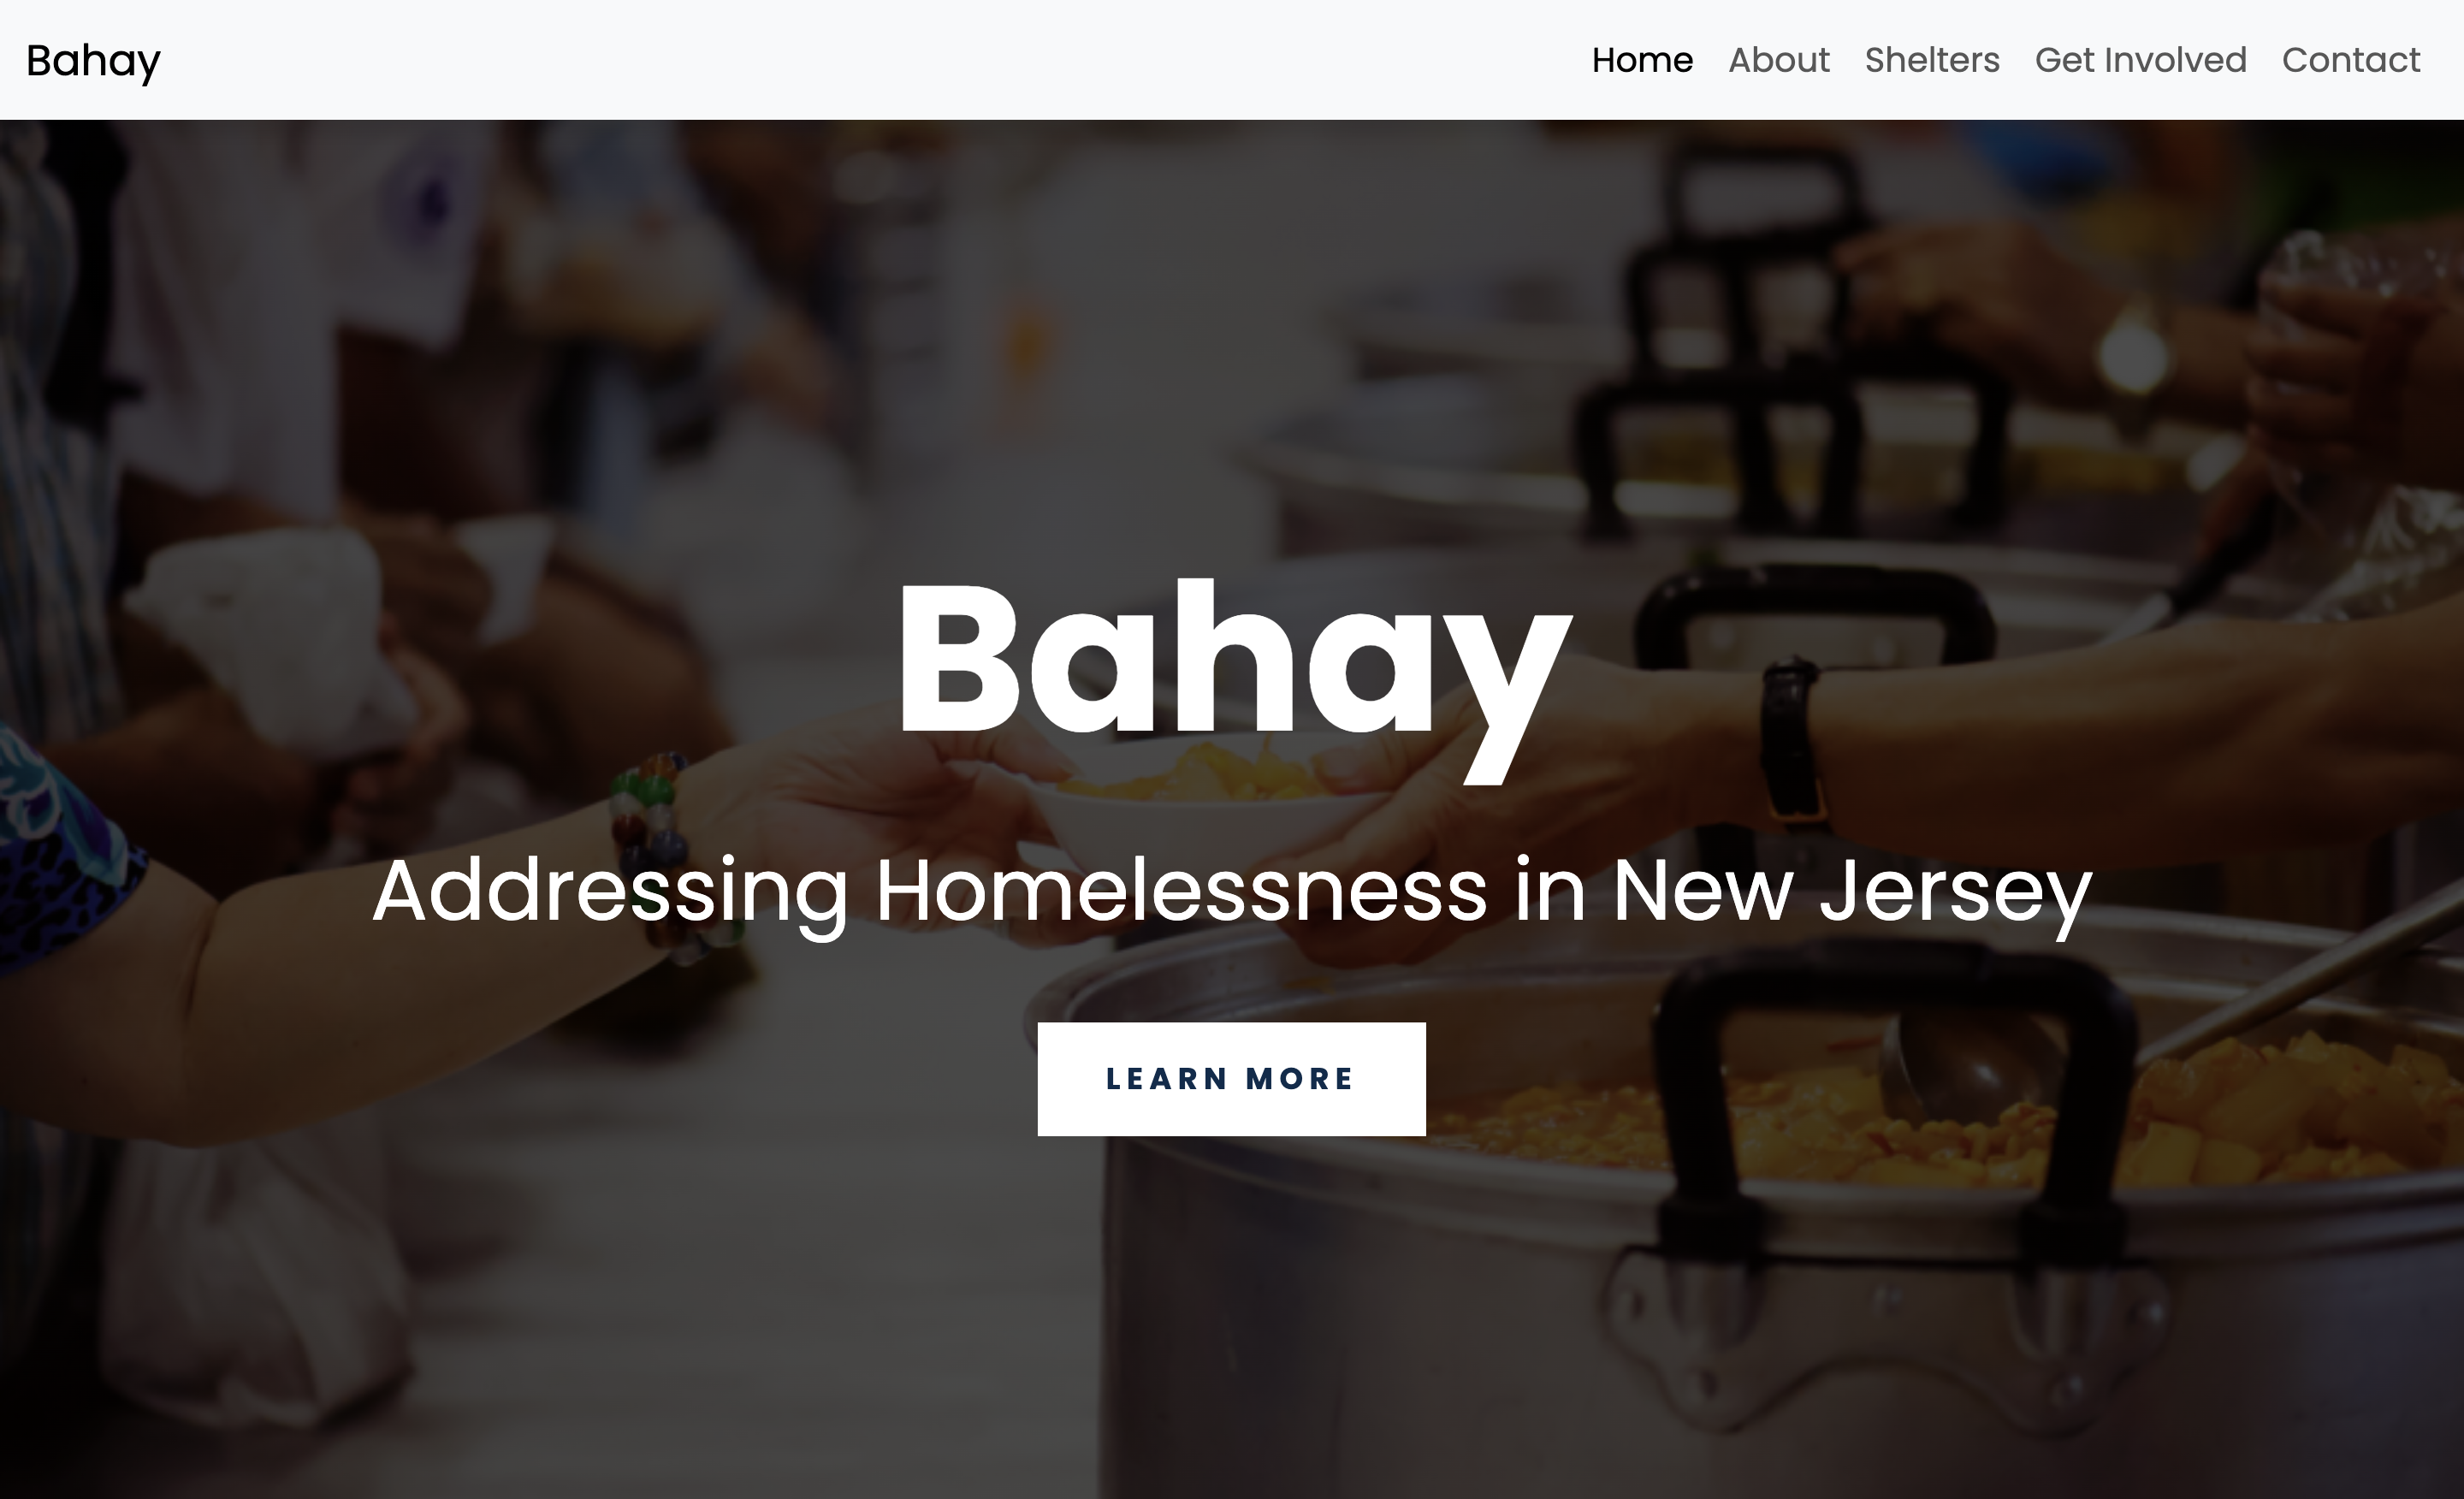 Bahay
Home About Shelters Get Involved Contact
Bahay
Addressing Homelessness in New Jersey
LEARN MORE